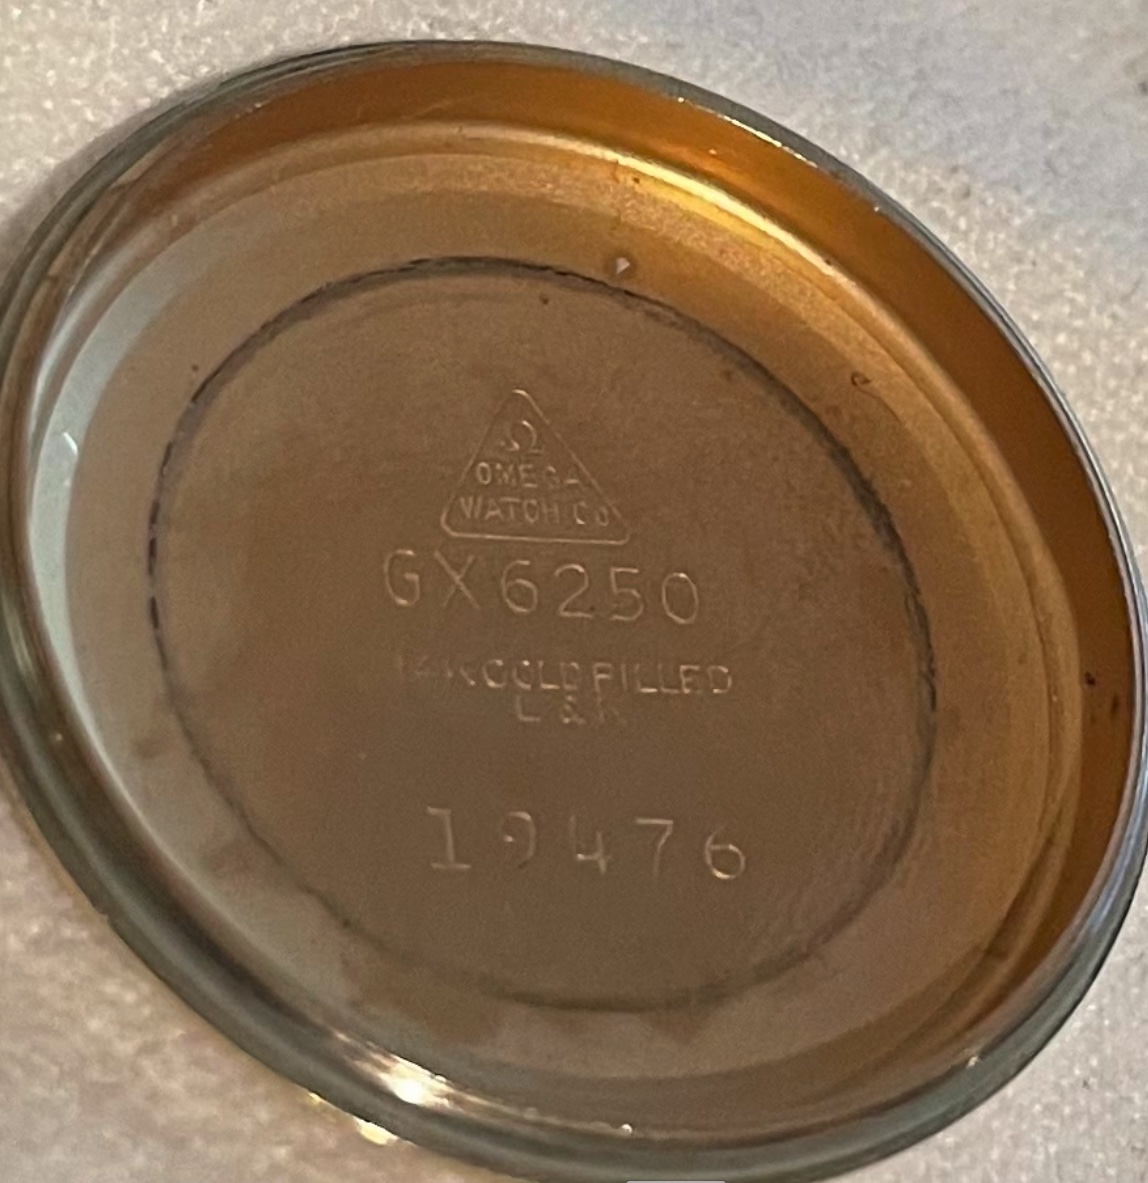 Ω
OMEGA
WATCH CO
GX6250
14K GOLD FILLED
L & K
19476